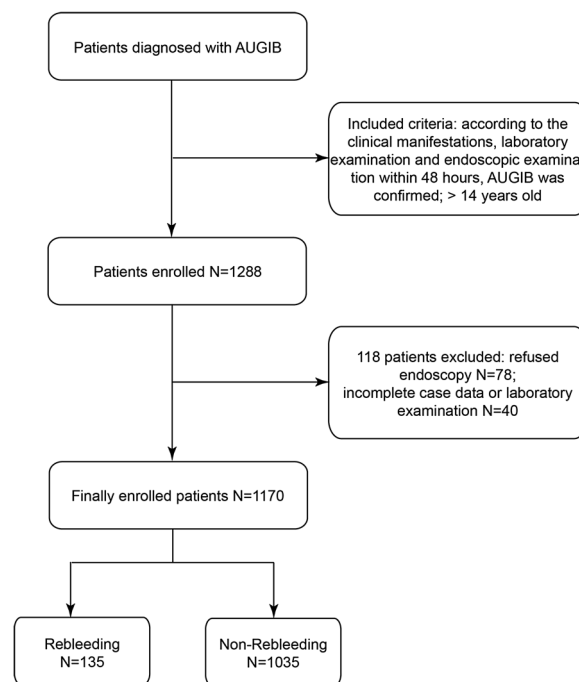 Patients diagnosed with AUGIB
Included criteria: according to the
clinical manifestations, laboratory
examination and endoscopic examina
tion within 48 hours, AUGIB was
confirmed; > 14 years old
Patients enrolled N=1288
118 patients excluded: refused
endoscopy N=78;
incomplete case data or laboratory
examination N=40
Finally enrolled patients N=1170
Rebleeding
N=135
Non-Rebleeding
N=1035